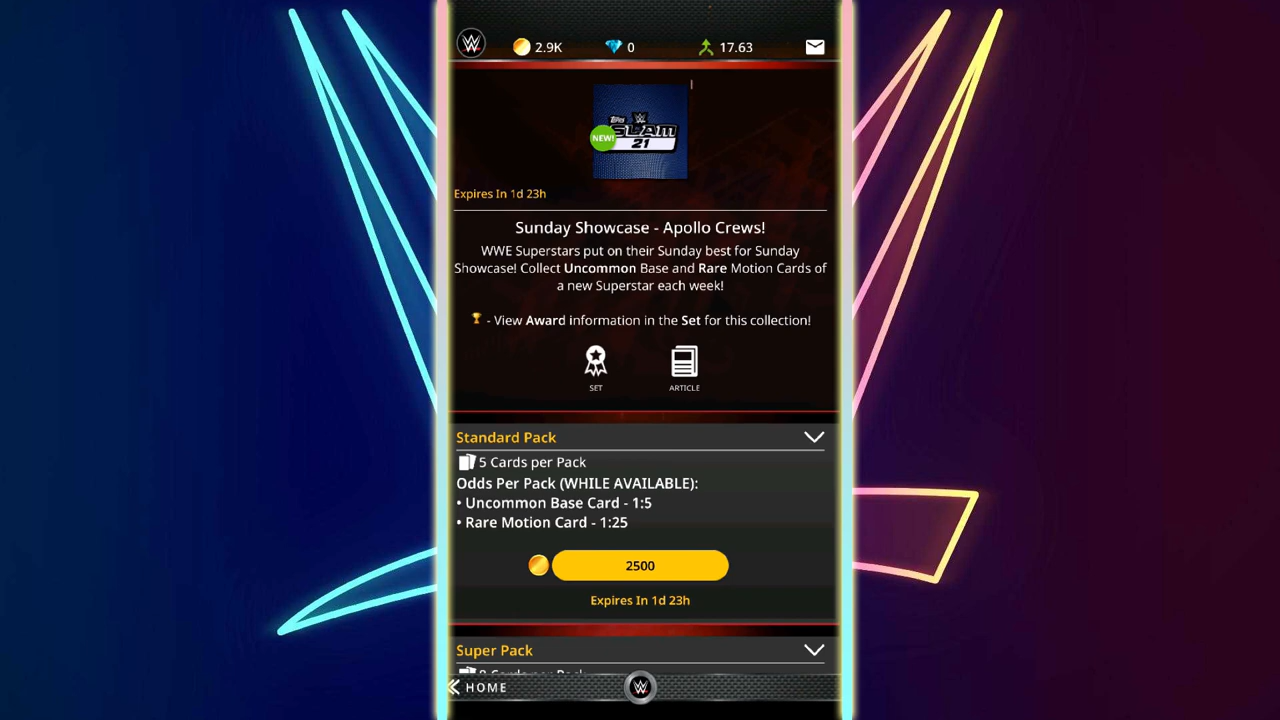 2.9K 0 17.63
Topps
SLAM
21
NEW!
Expires In 1d 23h
Sunday Showcase - Apollo Crews!
WWE Superstars put on their Sunday best for Sunday
Showcase! Collect Uncommon Base and Rare Motion Cards of
a new Superstar each week!
- View Award information in the Set for this collection!
SET ARTICLE
Standard Pack
5 Cards per Pack
Odds Per Pack (WHILE AVAILABLE):
• Uncommon Base Card - 1:5
• Rare Motion Card - 1:25
2500
Expires In 1d 23h
Super Pack
HOME